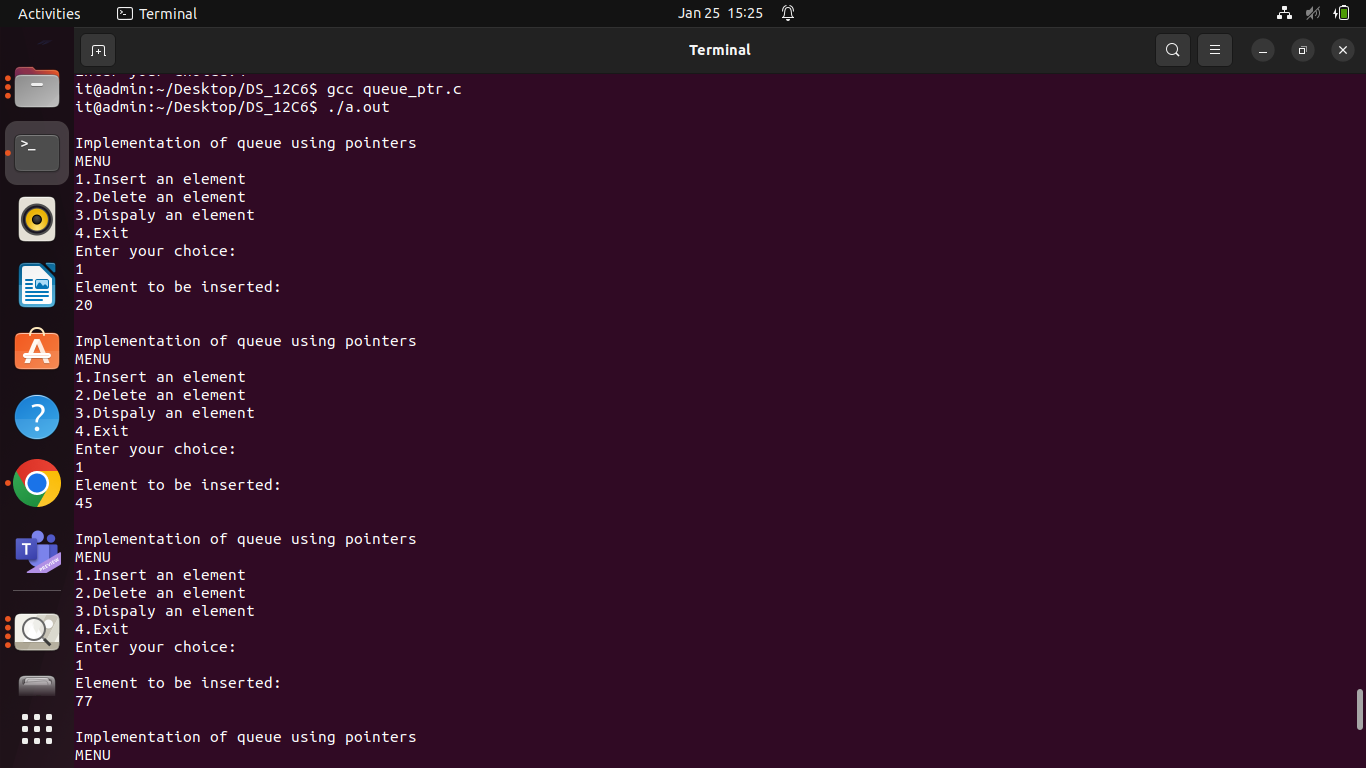 Activities
Terminal
Jan 25 15:25
Terminal
it@admin:~/Desktop/DS_12C6$ gcc queue_ptr.c
it@admin:~/Desktop/DS_12C6$ ./a.out
Implementation of queue using pointers
MENU
1.Insert an element
2.Delete an element
3.Dispaly an element
4.Exit
Enter your choice:
1
Element to be inserted:
20
Implementation of queue using pointers
MENU
1.Insert an element
2.Delete an element
3.Dispaly an element
4.Exit
Enter your choice:
1
Element to be inserted:
45
Implementation of queue using pointers
MENU
1.Insert an element
2.Delete an element
3.Dispaly an element
4.Exit
Enter your choice:
1
Element to be inserted:
77
Implementation of queue using pointers
MENU